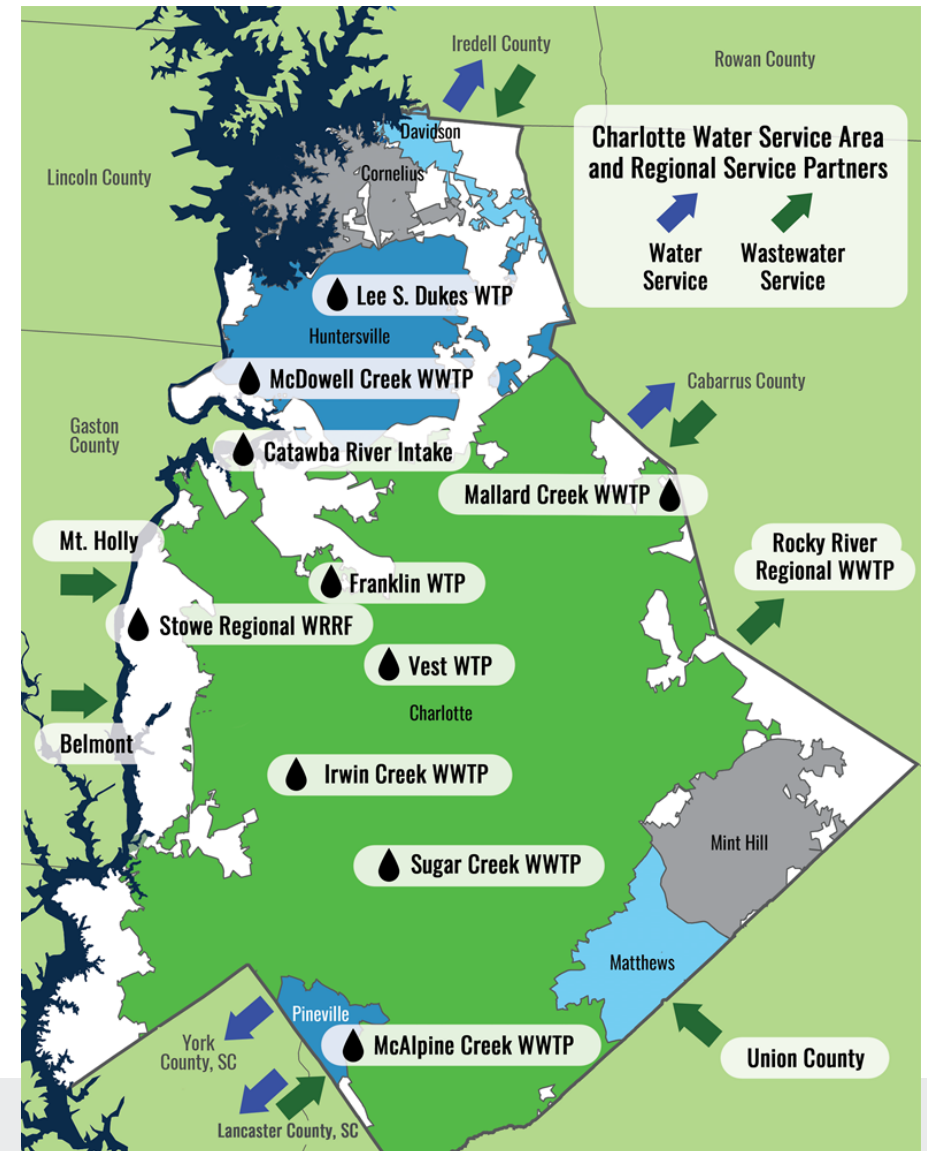 Iredell County
Rowan County
Charlotte Water Service Area
and Regional Service Partners
Water
Service
Wastewater
Service
Davidson
Cornelius
Lincoln County
Lee S. Dukes WTP
Huntersville
McDowell Creek WWTP
Cabarrus County
Gaston
County
Catawba River Intake
Mallard Creek WWTP
Mt. Holly
Rocky River
Regional WWTP
Franklin WTP
Stowe Regional WRRF
Vest WTP
Charlotte
Belmont
Irwin Creek WWTP
Mint Hill
Sugar Creek WWTP
Matthews
Pineville
York
County, SC
McAlpine Creek WWTP
Union County
Lancaster County, SC